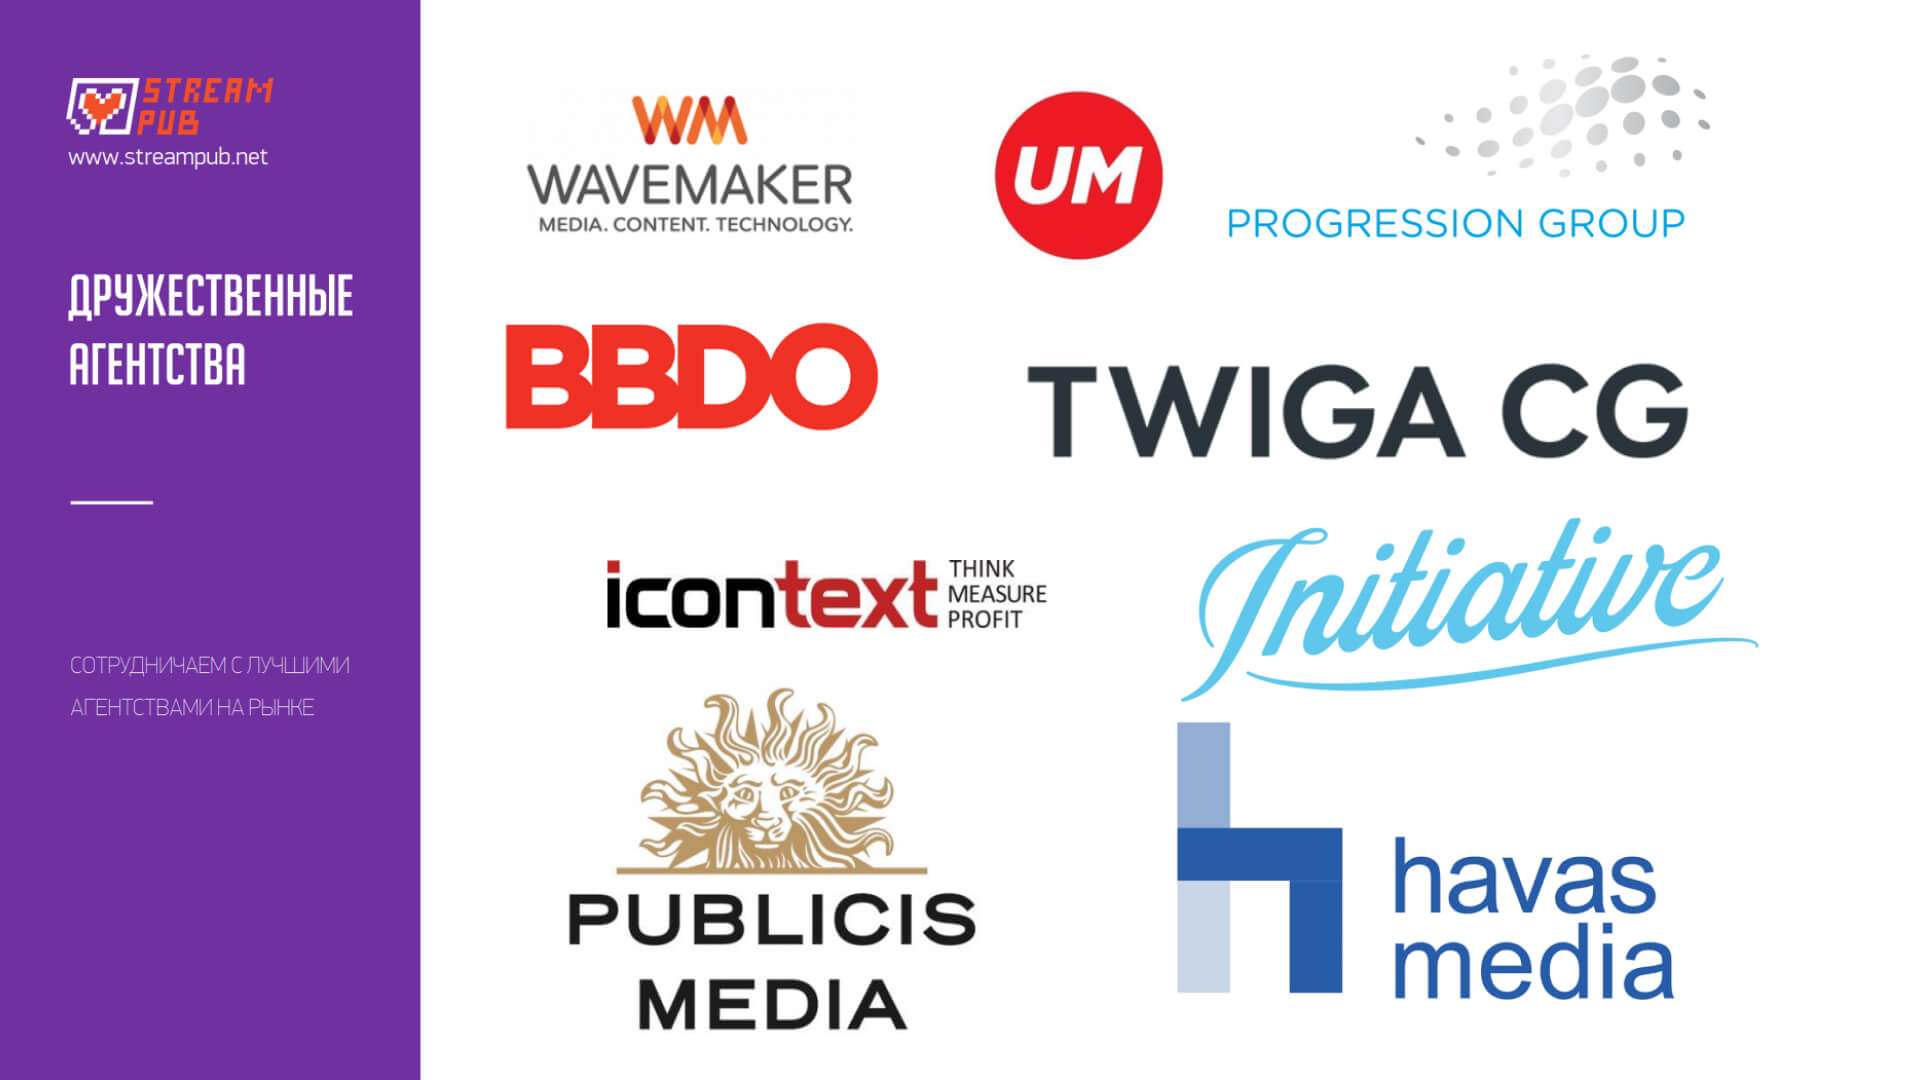 STREAM
PUB
www.streampub.net
ДРУЖЕСТВЕННЫЕ
АГЕНТСТВА
СОТРУДНИЧАЕМ С ЛУЧШИМИ
АГЕНТСТВАМИ НА РЫНКЕ
WM
WAVEMAKER
MEDIA. CONTENT. TECHNOLOGY.
UM
PROGRESSION GROUP
BBDO
TWIGA CG
icontext
THINK
MEASURE
PROFIT
Initiative
PUBLICIS
MEDIA
h
havas
media